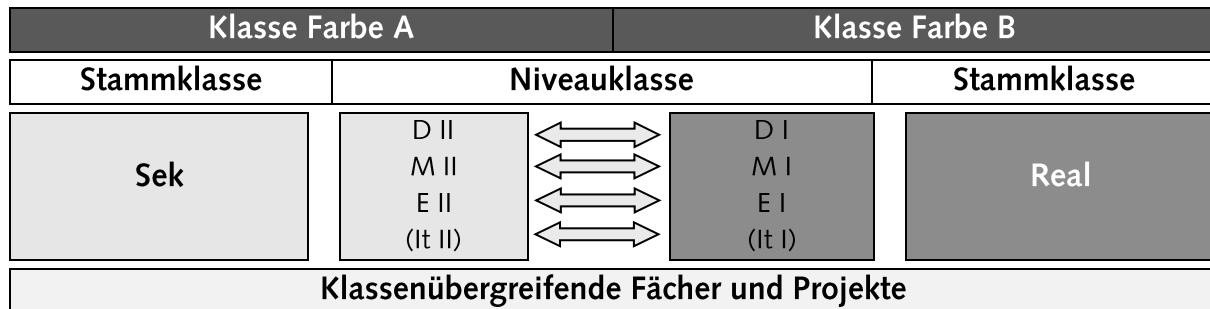 Klasse Farbe A Klasse Farbe B
Stammklasse Niveauklasse Stammklasse
D II D I
M II M I
Sek Real
E II E I
(It II) (It I)
Klassenübergreifende Fächer und Projekte